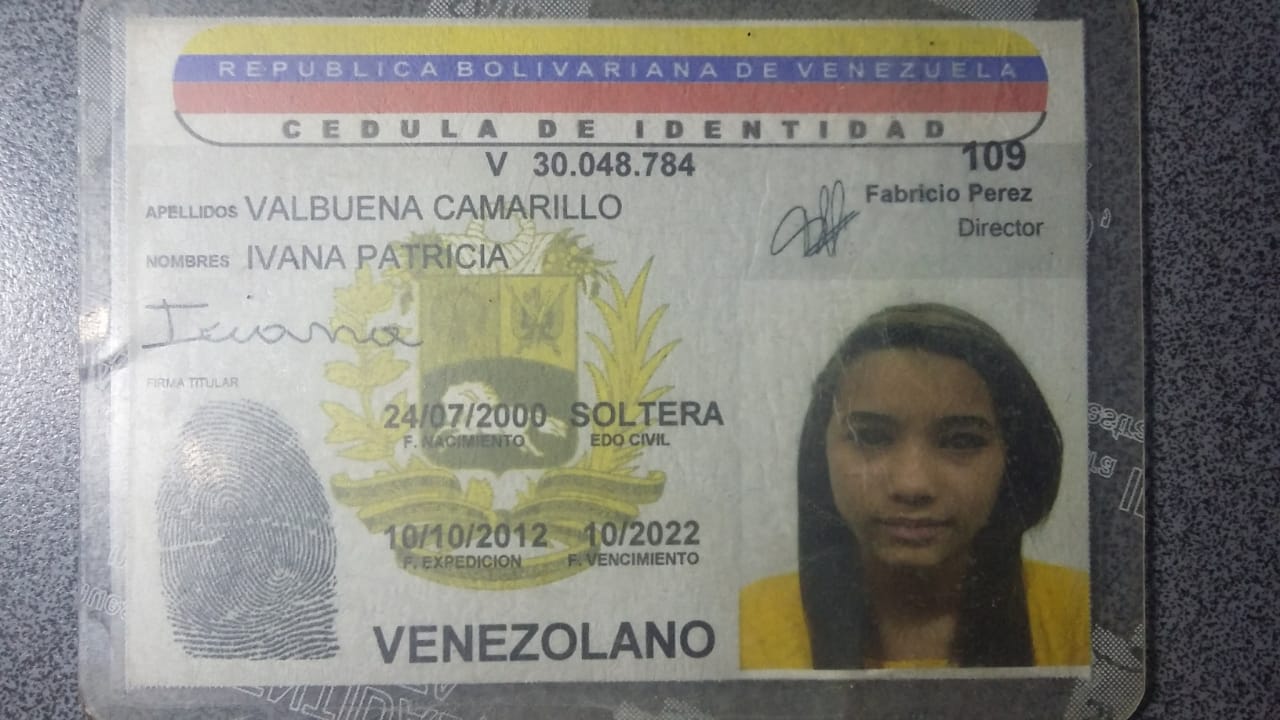 REPUBLICA BOLIVARIANA DE VENEZUELA
CEDULA DE IDENTIDAD
V 30.048.784
109
APELLIDOS VALBUENA CAMARILLO
Fabricio Perez
Director
NOMBRES IVANA PATRICIA
Ivana
FIRMA TITULAR
24/07/2000 SOLTERA
F. NACIMIENTO EDO CIVIL
10/10/2012 10/2022
F. EXPEDICION F. VENCIMIENTO
VENEZOLANO